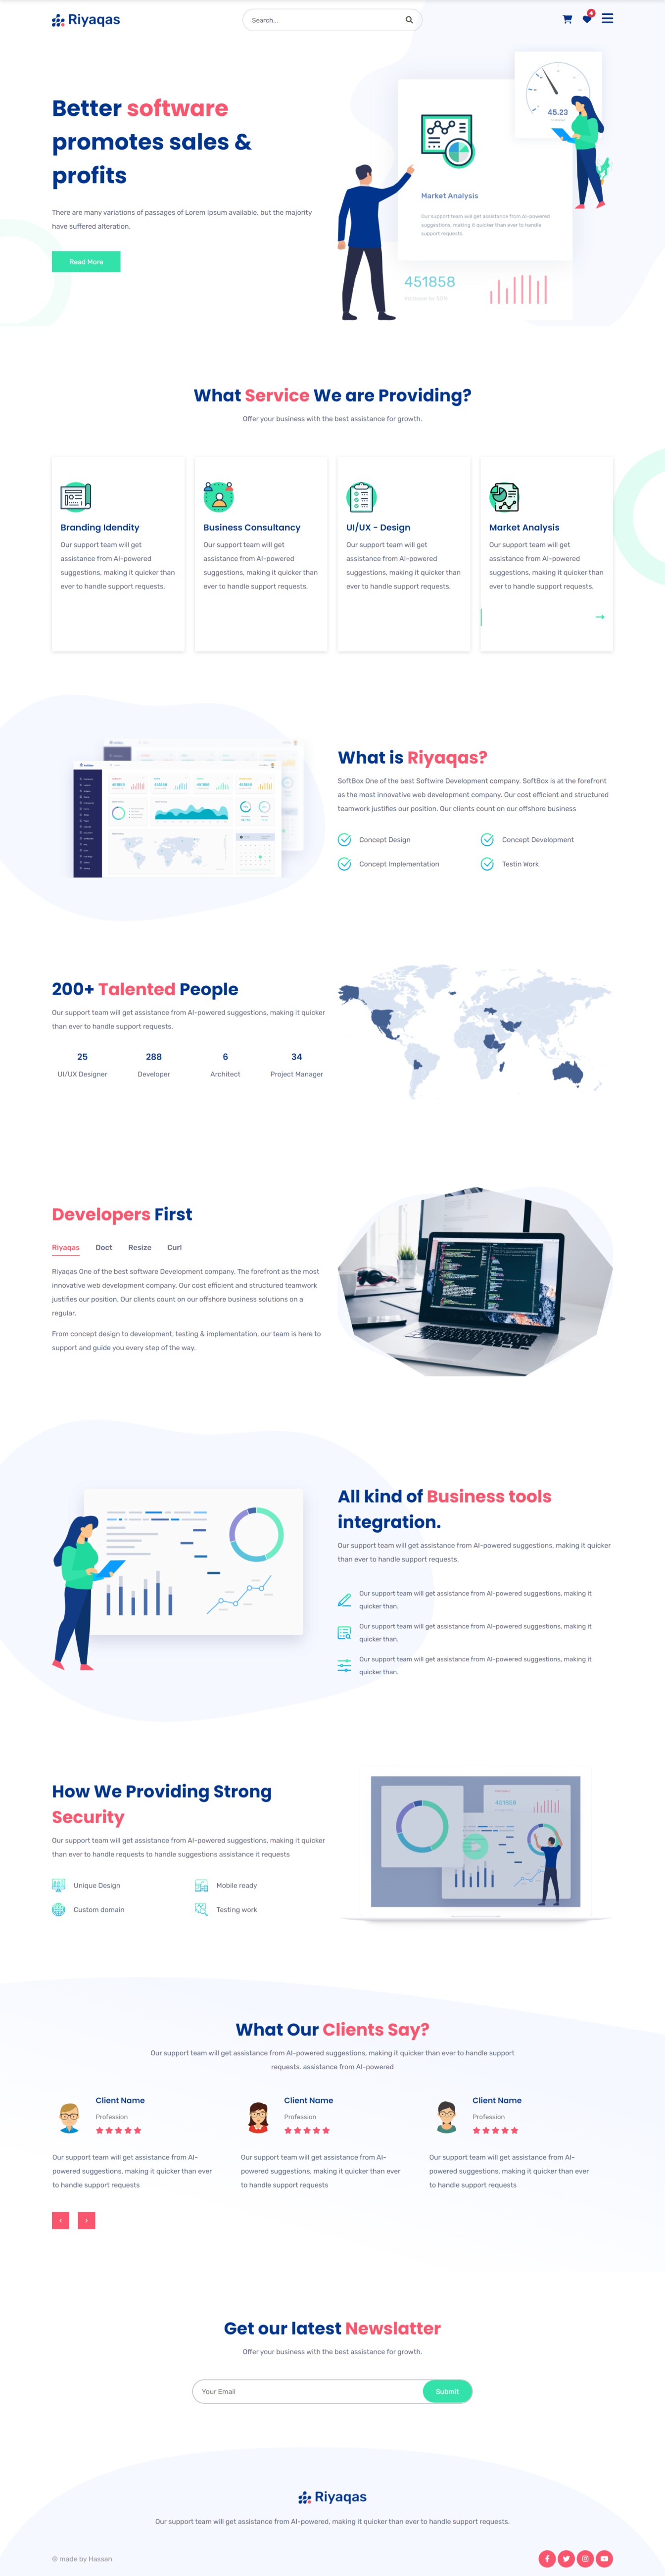 Riyaqas
Search...
4
Better software
promotes sales &
profits
There are many variations of passages of Lorem Ipsum available, but the majority
have suffered alteration.
Read More
45.23
Market Analysis
Our support team will get assistance from AI-powered
suggestions, making it quicker than ever to handle
support requests.
451858
Increased by 50%
What Service We are Providing?
Offer your business with the best assistance for growth.
Branding Idendity
Our support team will get
assistance from AI-powered
suggestions, making it quicker than
ever to handle support requests.
Business Consultancy
Our support team will get
assistance from AI-powered
suggestions, making it quicker than
ever to handle support requests.
UI/UX - Design
Our support team will get
assistance from AI-powered
suggestions, making it quicker than
ever to handle support requests.
Market Analysis
Our support team will get
assistance from AI-powered
suggestions, making it quicker than
ever to handle support requests.
What is Riyaqas?
SoftBox One of the best Softwire Development company. SoftBox is at the forefront
as the most innovative web development company. Our cost efficient and structured
teamwork justifies our position. Our clients count on our offshore business
Concept Design
Concept Development
Concept Implementation
Testin Work
200+ Talented People
Our support team will get assistance from AI-powered suggestions, making it quicker
than ever to handle support requests.
25
288
6
34
UI/UX Designer
Developer
Architect
Project Manager
Developers First
Riyaqas
Doct
Resize
Curl
Riyaqas One of the best software Development company. The forefront as the most
innovative web development company. Our cost efficient and structured teamwork
justifies our position. Our clients count on our offshore business solutions on a
regular.
From concept design to development, testing & implementation, our team is here to
support and guide you every step of the way.
All kind of Business tools
integration.
Our support team will get assistance from AI-powered suggestions, making it quicker
than ever to handle support requests.
Our support team will get assistance from AI-powered suggestions, making it
quicker than.
Our support team will get assistance from AI-powered suggestions, making it
quicker than.
Our support team will get assistance from AI-powered suggestions, making it
quicker than.
How We Providing Strong
Security
Our support team will get assistance from AI-powered suggestions, making it quicker
than ever to handle requests to handle suggestions assistance it requests
Unique Design
Mobile ready
Custom domain
Testing work
451858
What Our Clients Say?
Our support team will get assistance from AI-powered suggestions, making it quicker than ever to handle support
requests. assistance from AI-powered
Client Name
Profession
Our support team will get assistance from AI-
powered suggestions, making it quicker than ever
to handle support requests
Client Name
Profession
Our support team will get assistance from AI-
powered suggestions, making it quicker than ever
to handle support requests
Client Name
Profession
Our support team will get assistance from AI-
powered suggestions, making it quicker than ever
to handle support requests
Get our latest Newslatter
Offer your business with the best assistance for growth.
Your Email
Submit
Riyaqas
Our support team will get assistance from AI-powered, making it quicker than ever to handle support requests.
© made by Hassan